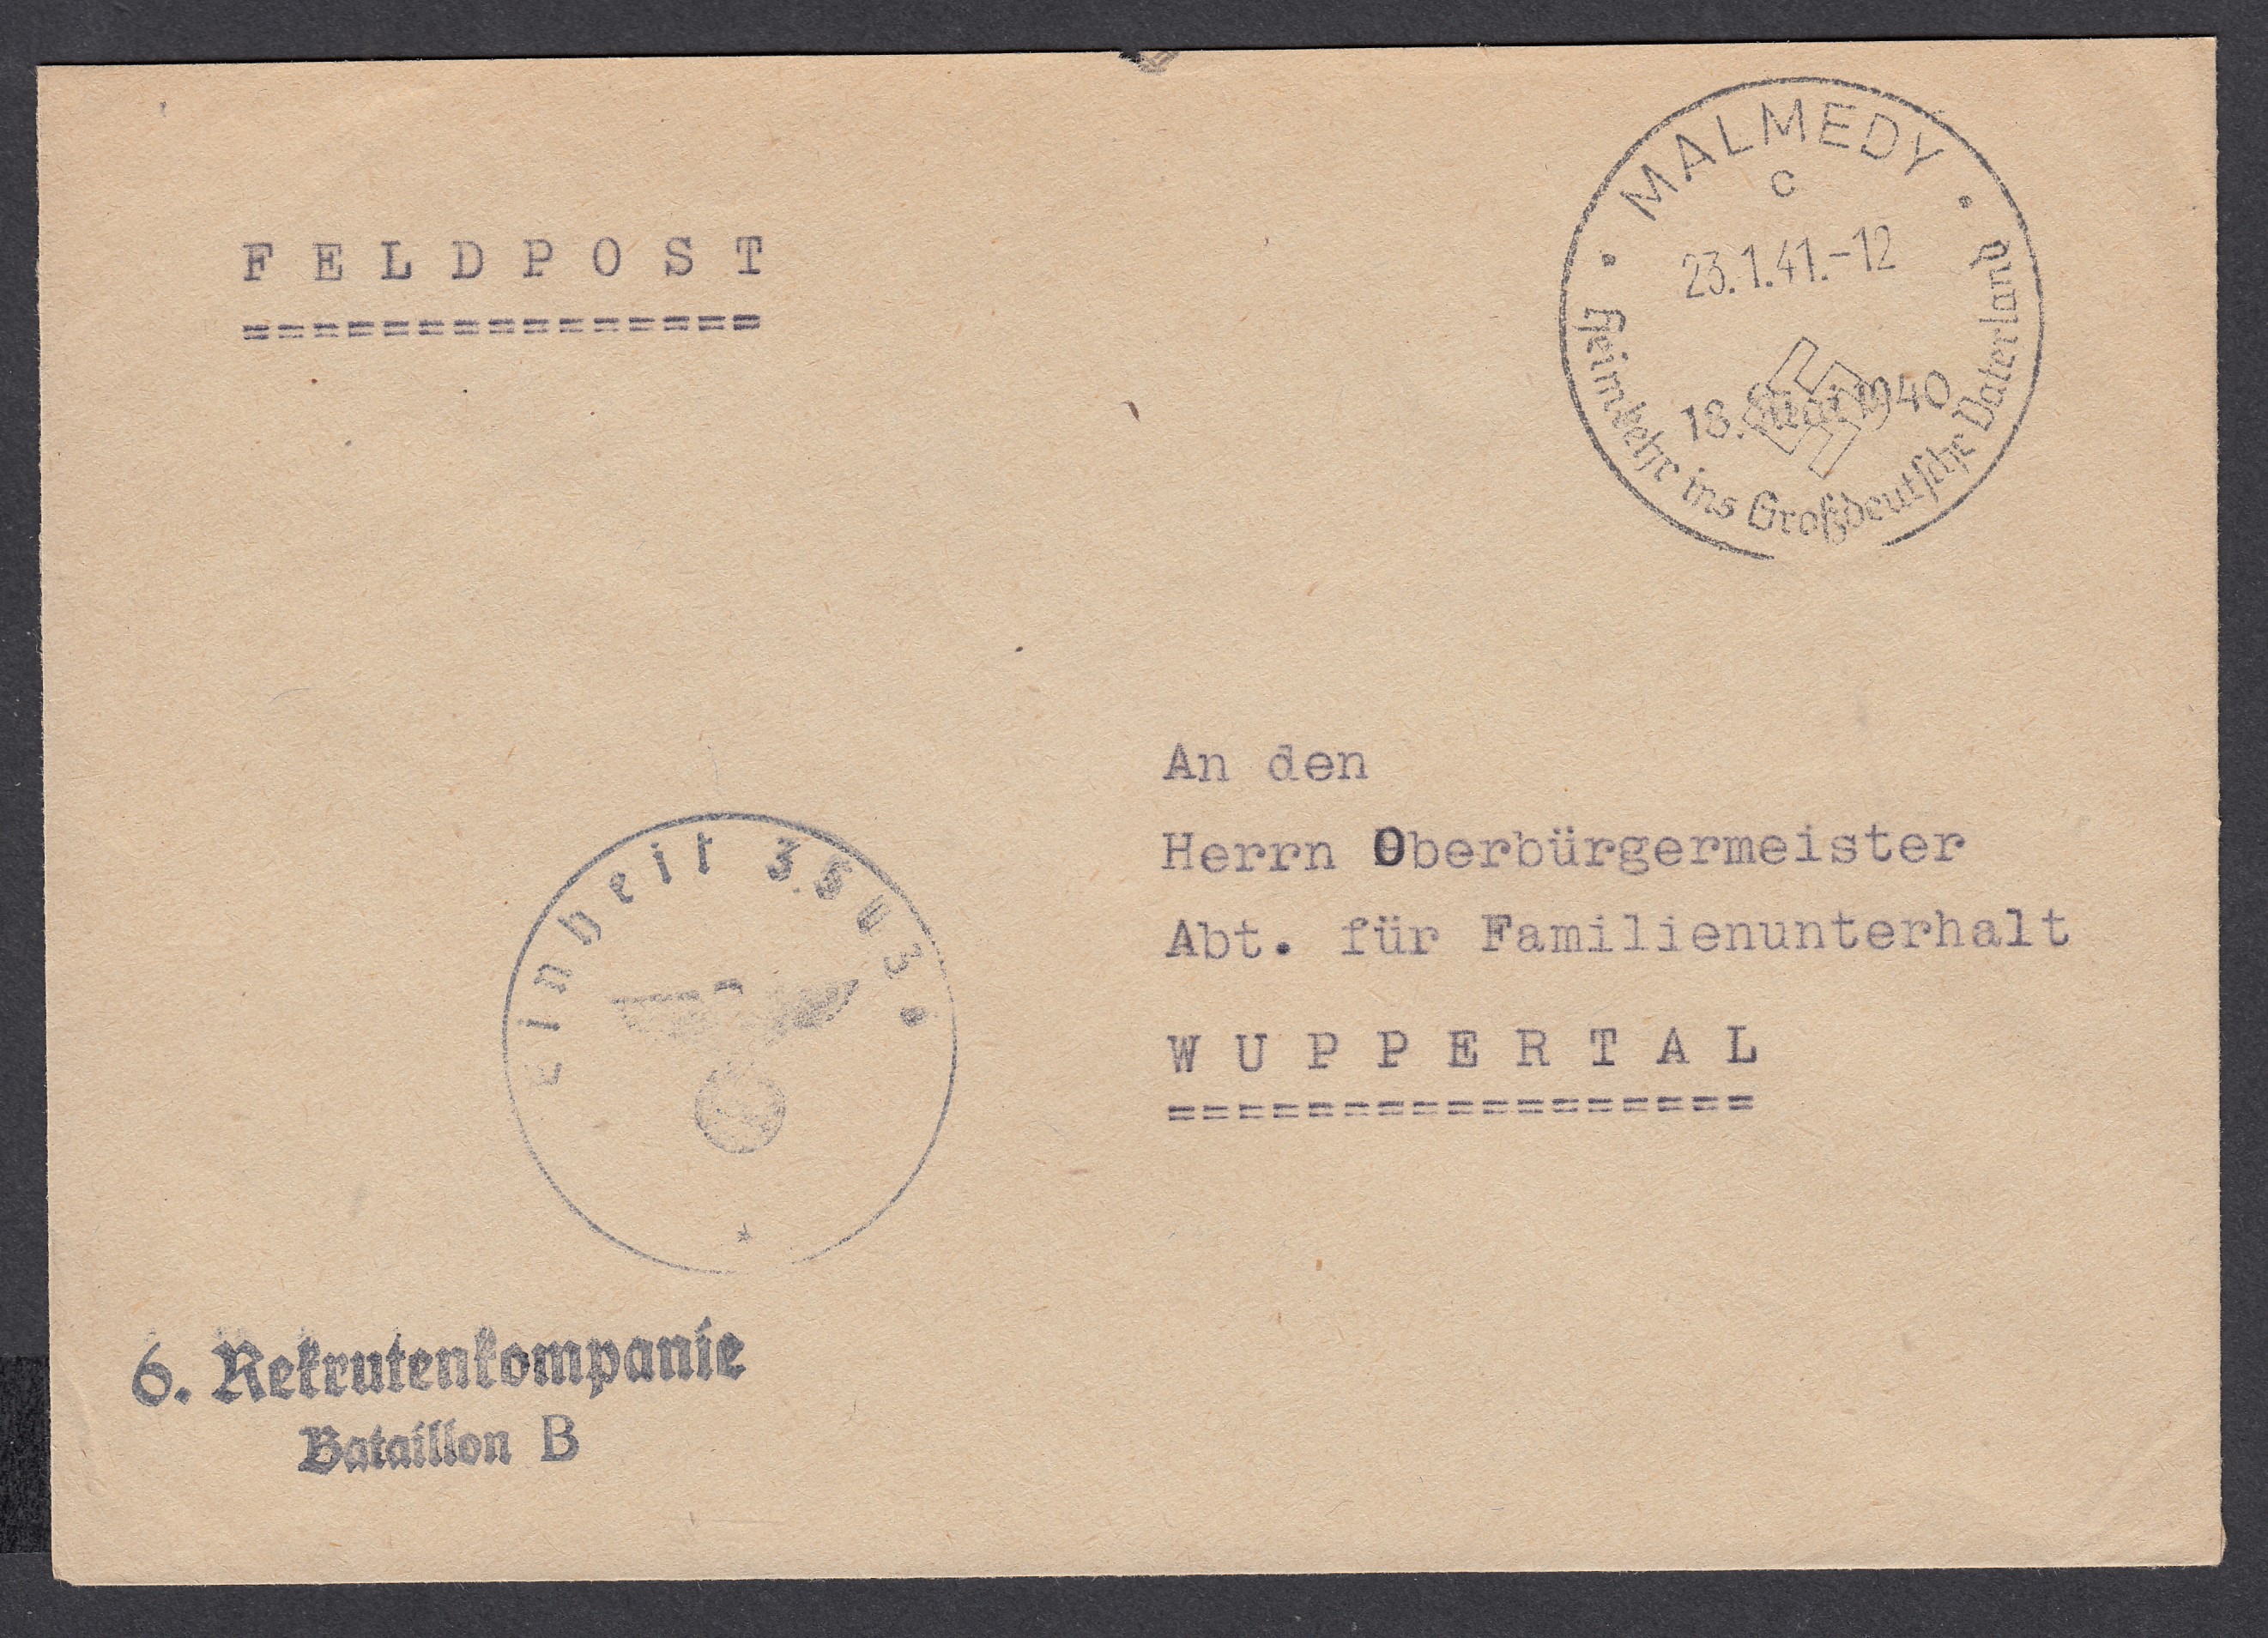 FELDPOST
===============
MALMEDY
c
23.1.41.-12
18. Mai 1940
Heimkehr ins Großdeutsche Vaterland
An den
Herrn Oberbürgermeister
Abt. für Familienunterhalt
WUPPERTAL
=================
einheit
6. Rekrutenkompanie
Bataillon B